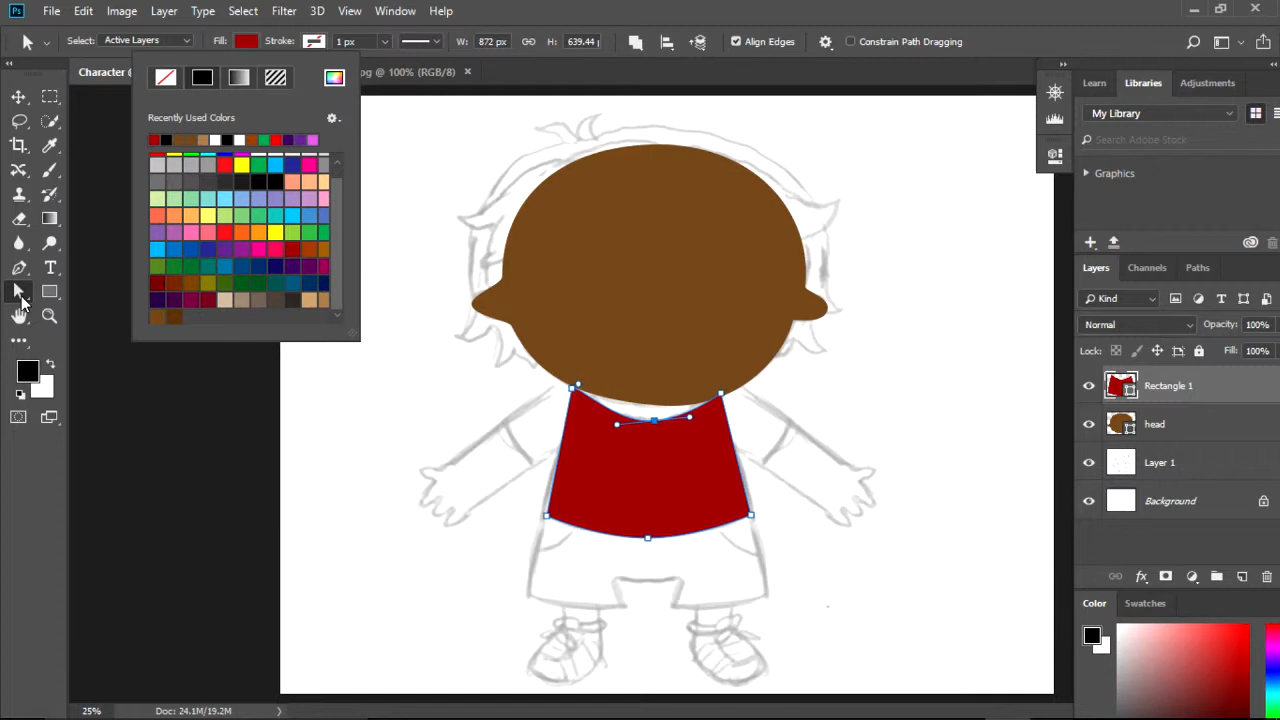 Ps File Edit Image Layer Type Select Filter 3D View Window Help
Select: Active Layers Fill: Stroke: 1 px W: 872 px H: 639.44 Align Edges Constrain Path Dragging
Character @
pg @ 100% (RGB/8) ×
Recently Used Colors
T
Learn Libraries Adjustments
My Library
Search Adobe Stock
Graphics
Layers Channels Paths
Kind
Normal Opacity: 100%
Lock: Fill: 100%
Rectangle 1
head
Layer 1
Background
fx
Color Swatches
25% Doc: 24.1M/19.2M